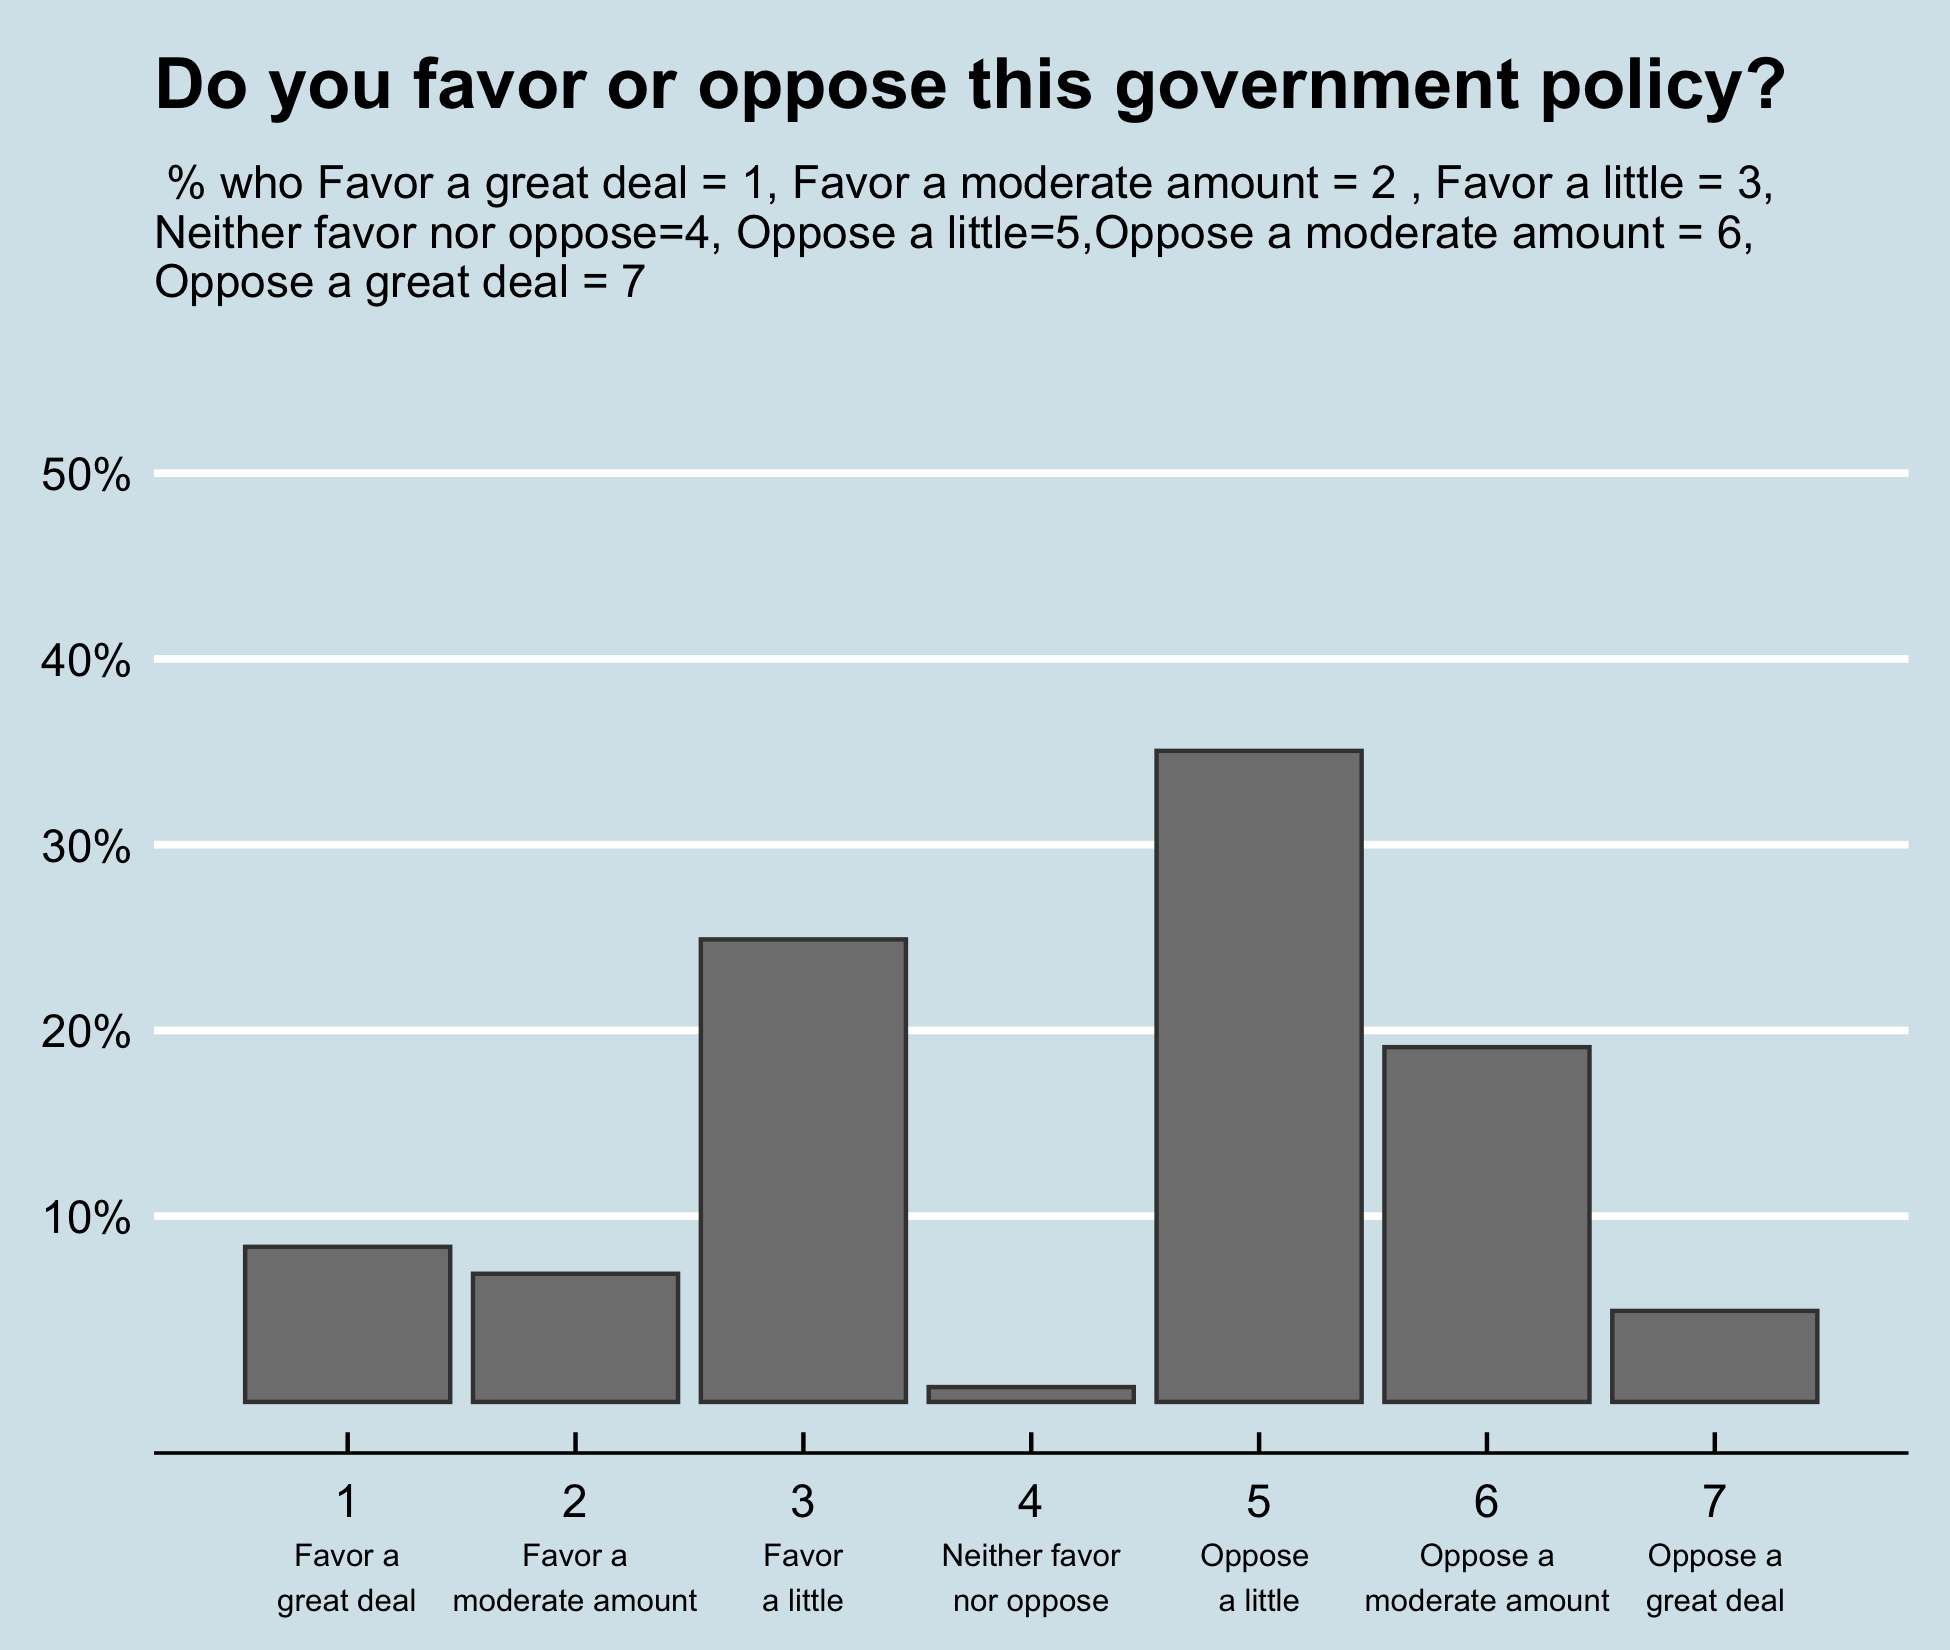 Do you favor or oppose this government policy?
% who Favor a great deal = 1, Favor a moderate amount = 2 , Favor a little = 3,
Neither favor nor oppose=4, Oppose a little=5,Oppose a moderate amount = 6,
Oppose a great deal = 7
50%
40%
30%
20%
10%
1 2 3 4 5 6 7
Favor a Favor a Favor Neither favor Oppose Oppose a Oppose a
great deal moderate amount a little nor oppose a little moderate amount great deal